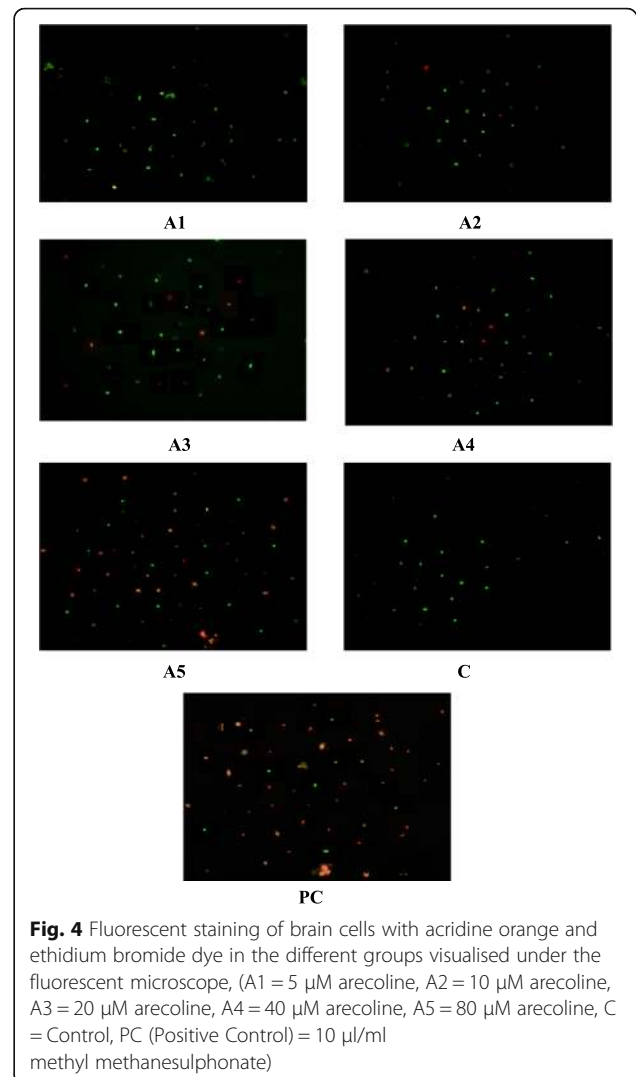 A1
A2
A3
A4
A5
C
PC
Fig. 4 Fluorescent staining of brain cells with acridine orange and
ethidium bromide dye in the different groups visualised under the
fluorescent microscope, (A1 = 5 μM arecoline, A2 = 10 μM arecoline,
A3 = 20 μM arecoline, A4 = 40 μM arecoline, A5 = 80 μM arecoline, C
= Control, PC (Positive Control) = 10 μl/ml
methyl methanesulphonate)